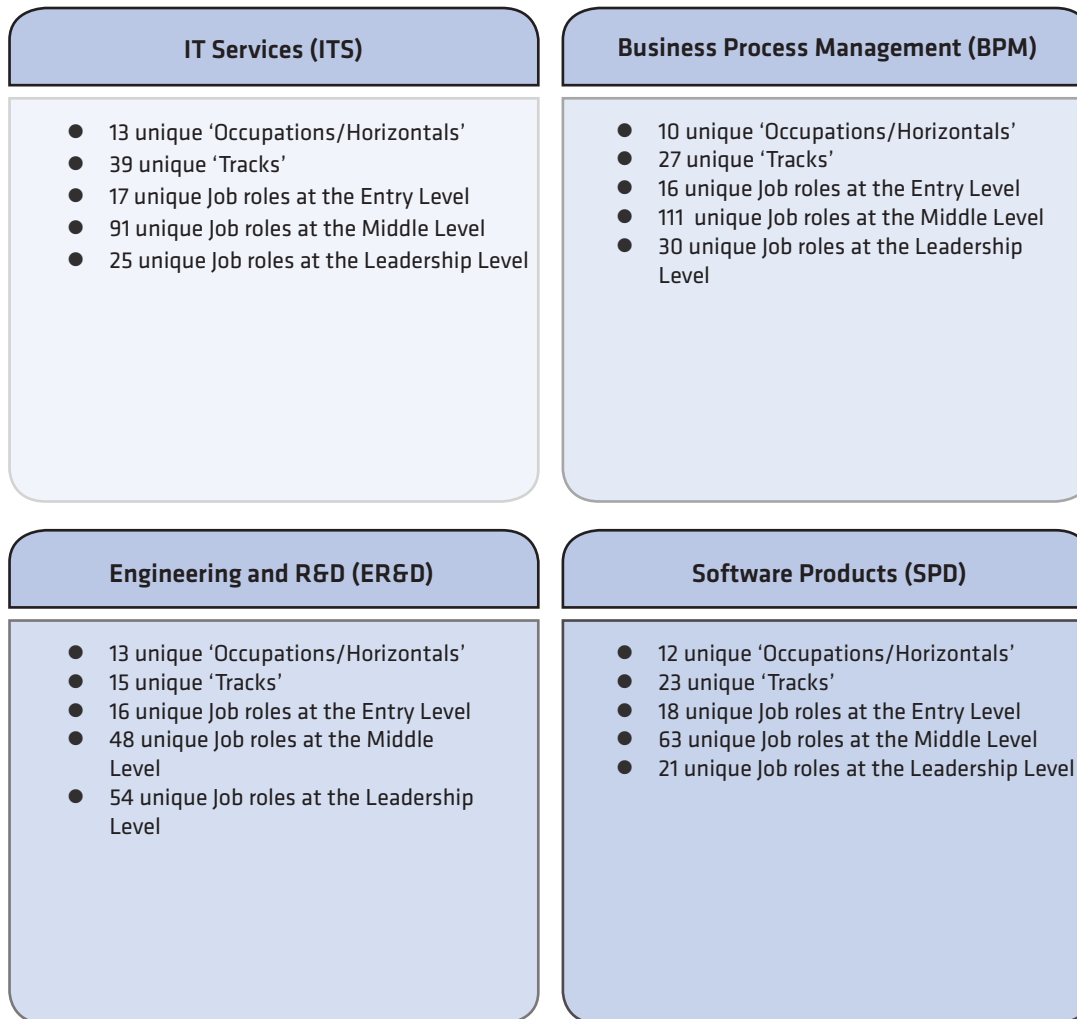 IT Services (ITS)
● 13 unique ‘Occupations/Horizontals’
● 39 unique ‘Tracks’
● 17 unique Job roles at the Entry Level
● 91 unique Job roles at the Middle Level
● 25 unique Job roles at the Leadership Level
Business Process Management (BPM)
● 10 unique ‘Occupations/Horizontals’
● 27 unique ‘Tracks’
● 16 unique Job roles at the Entry Level
● 111 unique Job roles at the Middle Level
● 30 unique Job roles at the Leadership
Level
Engineering and R&D (ER&D)
● 13 unique ‘Occupations/Horizontals’
● 15 unique ‘Tracks’
● 16 unique Job roles at the Entry Level
● 48 unique Job roles at the Middle
Level
● 54 unique Job roles at the Leadership
Level
Software Products (SPD)
● 12 unique ‘Occupations/Horizontals’
● 23 unique ‘Tracks’
● 18 unique Job roles at the Entry Level
● 63 unique Job roles at the Middle Level
● 21 unique Job roles at the Leadership Level